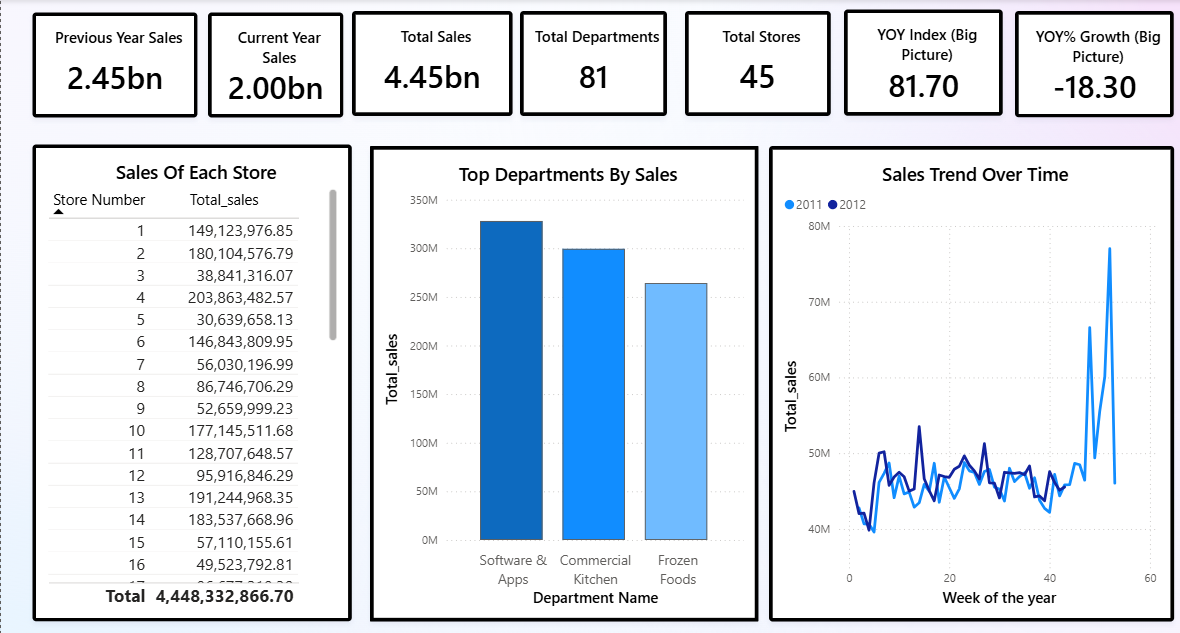 Previous Year Sales
2.45bn
Current Year
Sales
2.00bn
Total Sales
4.45bn
Total Departments
81
Total Stores
45
YOY Index (Big
Picture)
81.70
YOY% Growth (Big
Picture)
-18.30
Sales Of Each Store
Store Number Total_sales
1 149,123,976.85
2 180,104,576.79
3 38,841,316.07
4 203,863,482.57
5 30,639,658.13
6 146,843,809.95
7 56,030,196.99
8 86,746,706.29
9 52,659,999.23
10 177,145,511.68
11 128,707,648.57
12 95,916,846.29
13 191,244,968.35
14 183,537,668.96
15 57,110,155.61
16 49,523,792.81
Total 4,448,332,866.70
Top Departments By Sales
Total_sales
350M
300M
250M
200M
150M
100M
50M
0M
Software &
Apps
Commercial
Kitchen
Frozen
Foods
Department Name
Sales Trend Over Time
2011 2012
Total_sales
80M
70M
60M
50M
40M
0 20 40 60
Week of the year